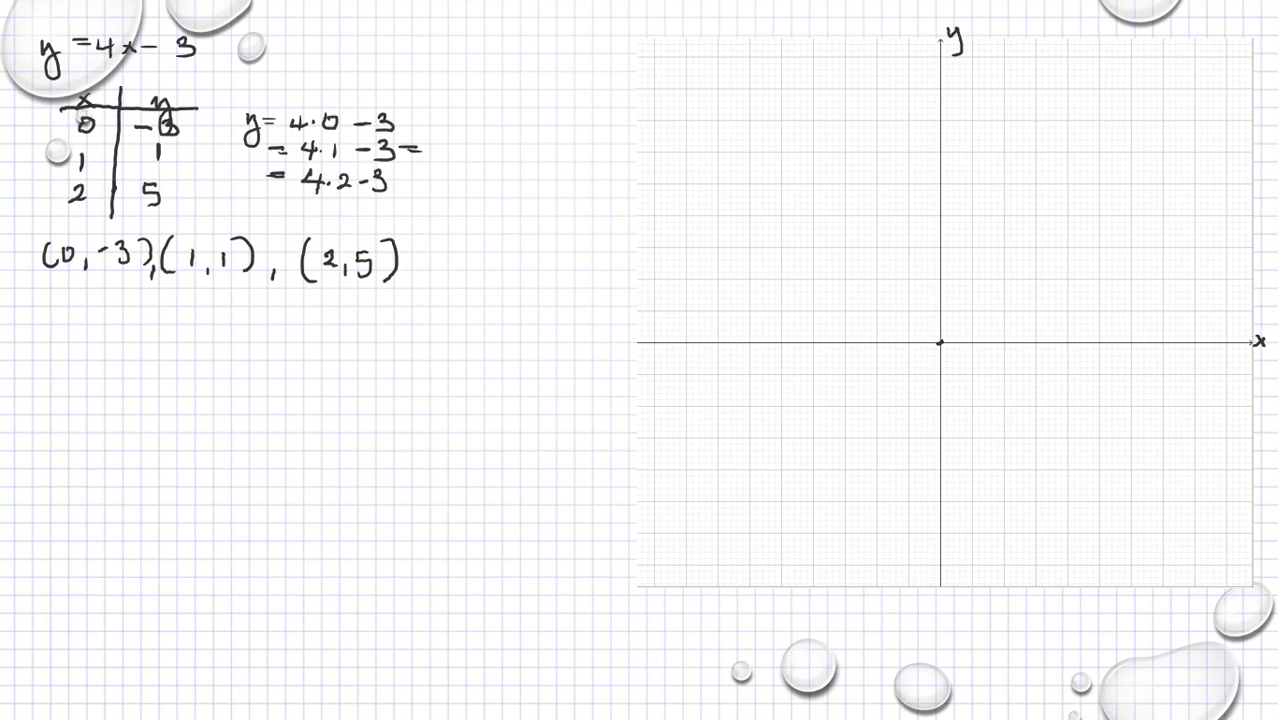 y = 4x - 3
x y
0 -3
1 1
2 5
y = 4.0 - 3
= 4.1 - 3 =
= 4.2 - 3
(0, -3), (1, 1), (2, 5)
y
x